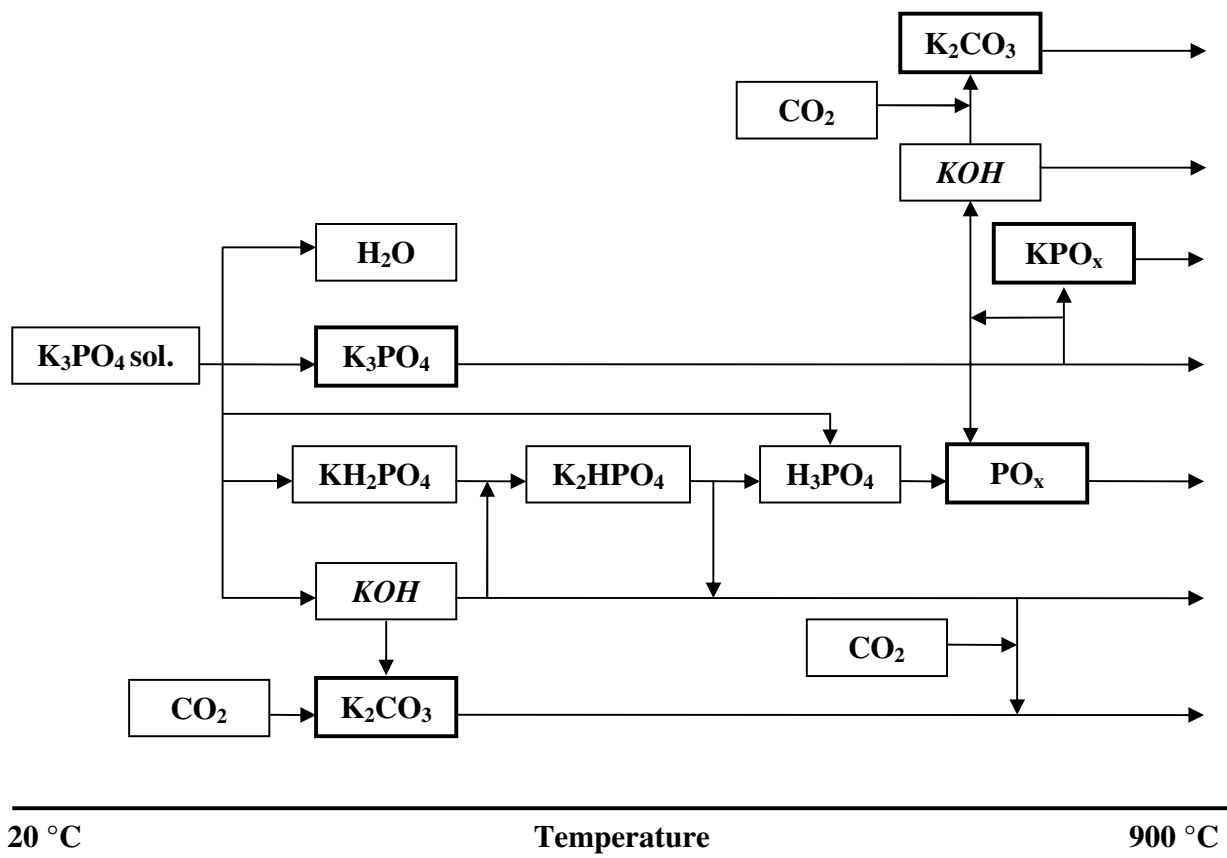 K₂CO₃
CO₂
KOH
H₂O
KPOₓ
K₃PO₄ sol.
K₃PO₄
KH₂PO₄
K₂HPO₄
H₃PO₄
POₓ
KOH
CO₂
CO₂
K₂CO₃
20 °C
Temperature
900 °C